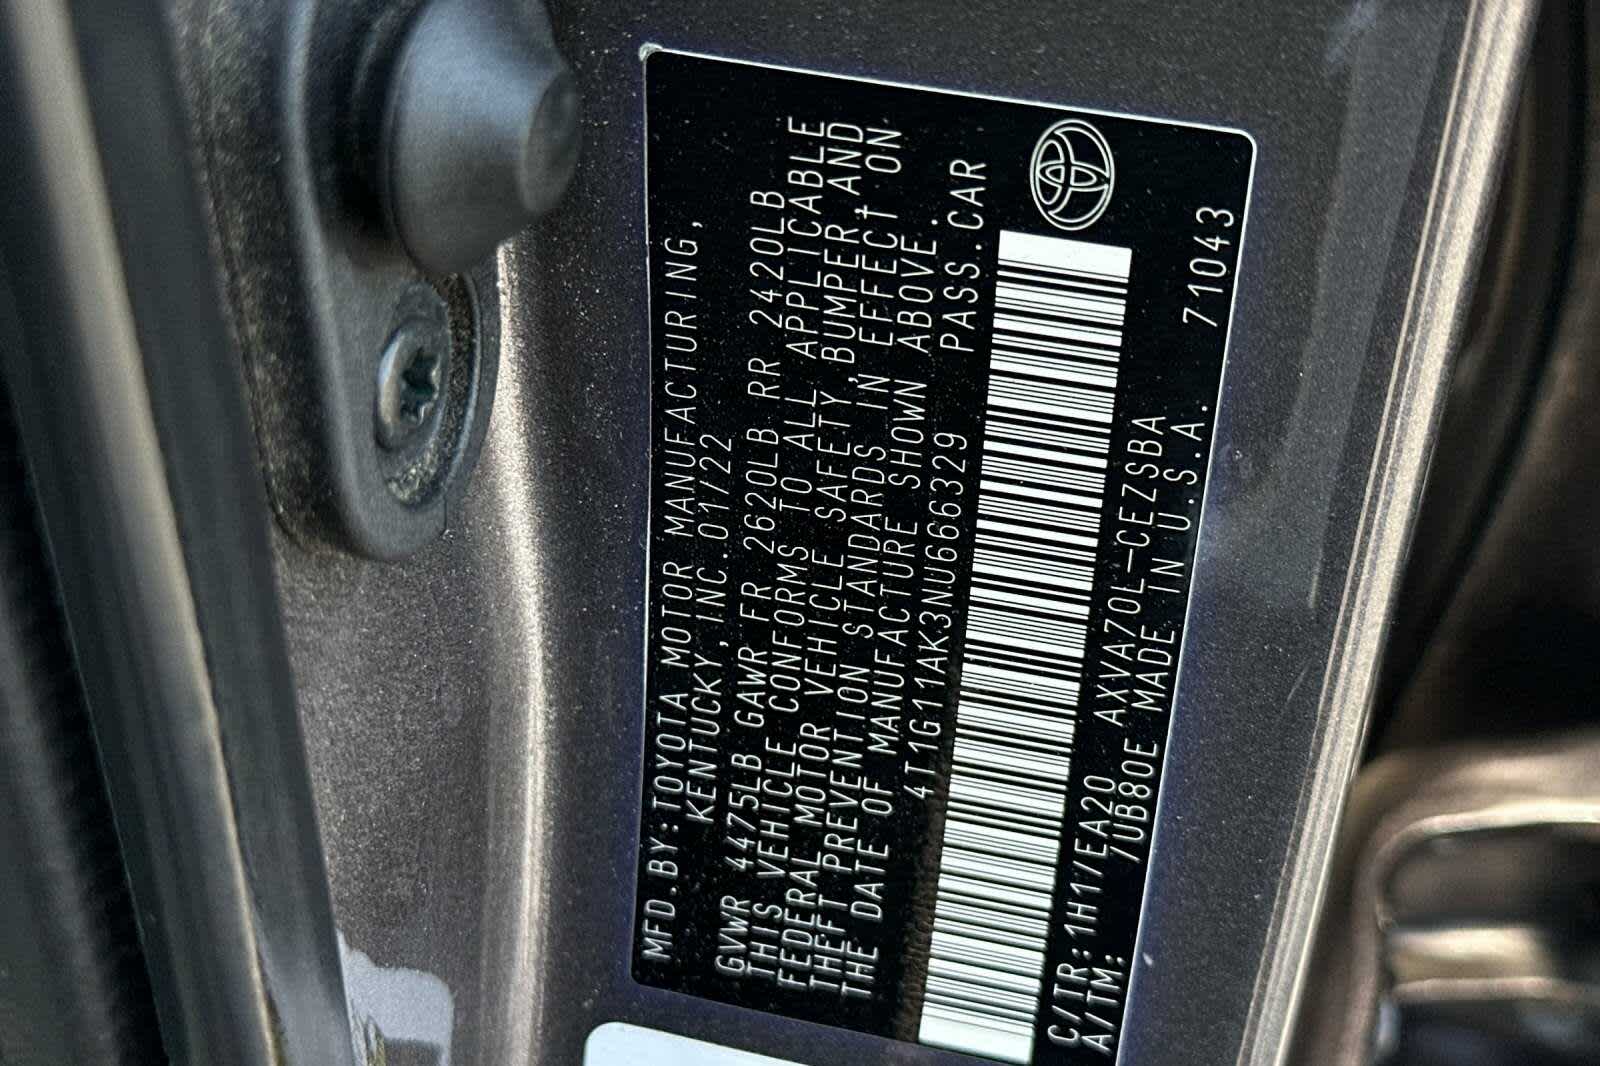 MFD.BY:TOYOTA MOTOR MANUFACTURING,
KENTUCKY, INC. 01/22
GVWR 4475LB GAWR FR 2620LB RR 2420LB
THIS VEHICLE CONFORMS TO ALL APPLICABLE
FEDERAL MOTOR VEHICLE SAFETY, BUMPER, AND
THEFT PREVENTION STANDARDS IN EFFECT ON
THE DATE OF MANUFACTURE SHOWN ABOVE.
4T1G11AK3NU666329 PASS.CAR
C/TR:1H1/EA20 AXVA70L-CEZSBA
A/TM: /UB80E MADE IN U.S.A. 71043